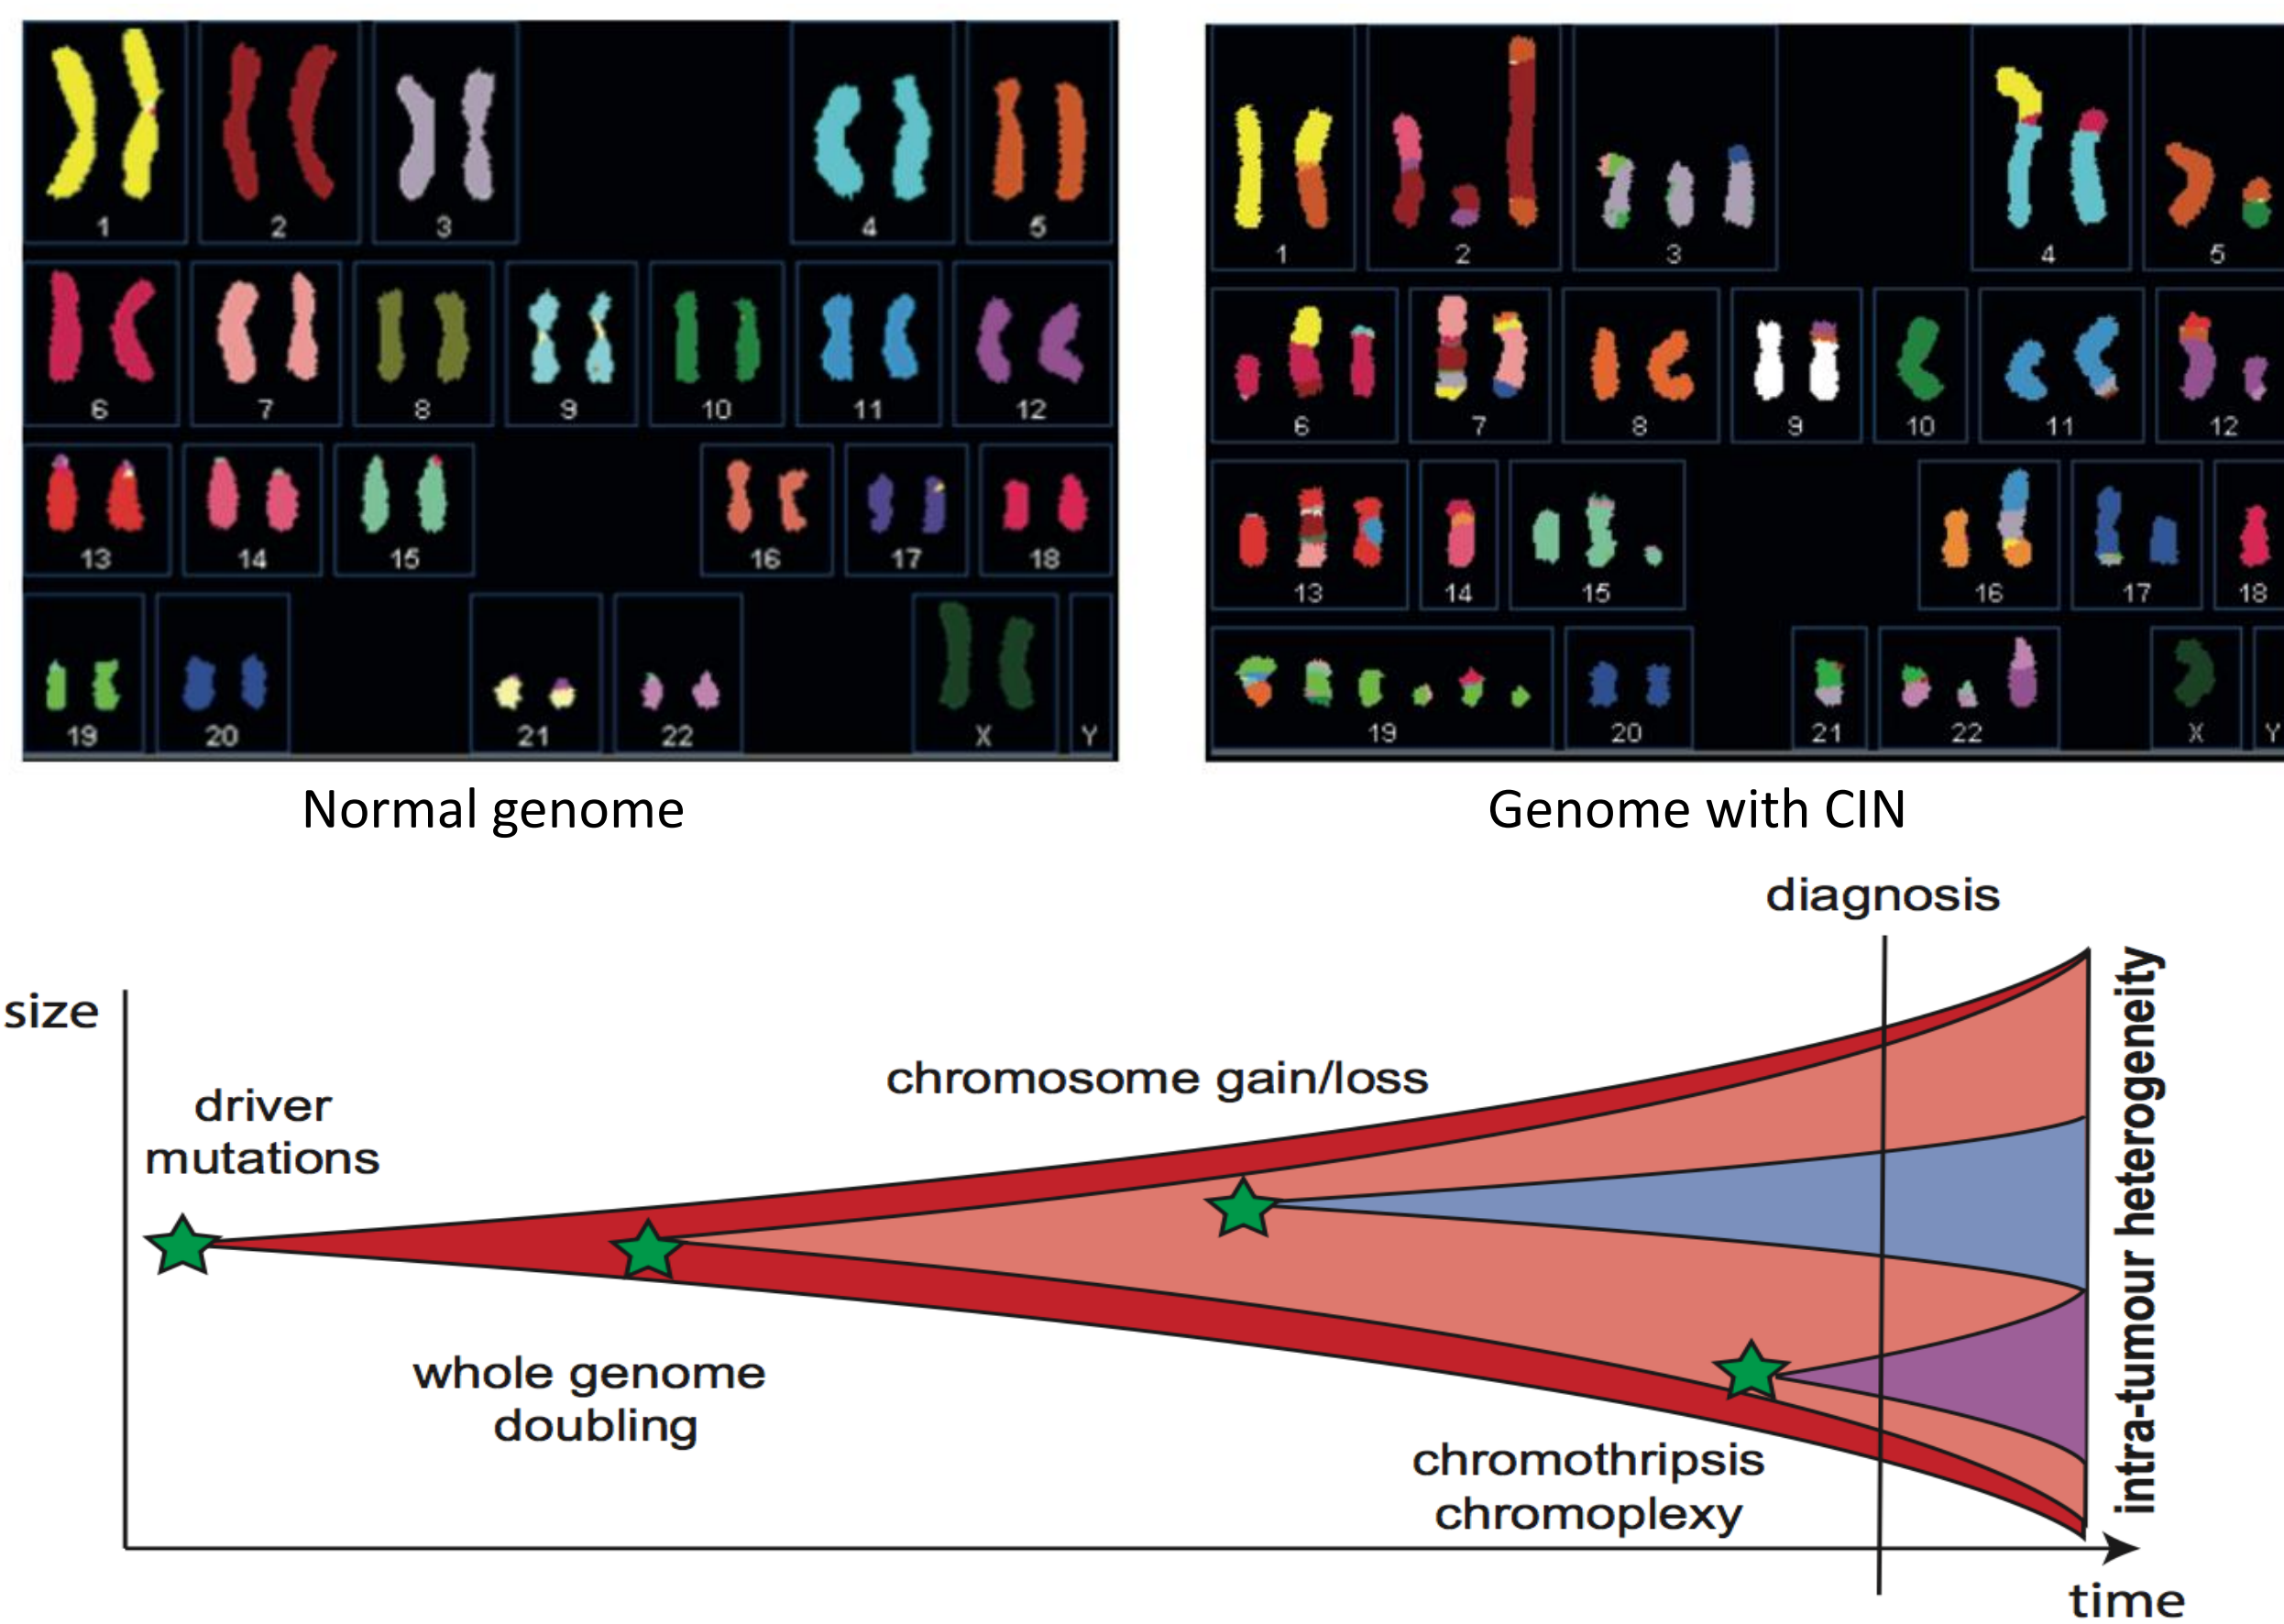 1 2 3 4 5
6 7 8 9 10 11 12
13 14 15 16 17 18
19 20 21 22 X Y
Normal genome
1 2 3 4 5
6 7 8 9 10 11 12
13 14 15 16 17 18
19 20 21 22 X Y
Genome with CIN
diagnosis
size
driver
mutations
chromosome gain/loss
whole genome
doubling
chromothripsis
chromoplexy
intra-tumour heterogeneity
time